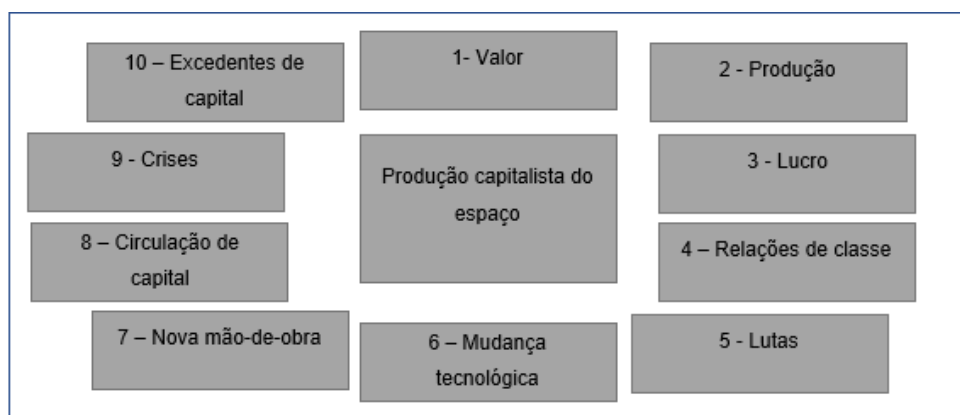 10 – Excedentes de
capital
1- Valor
2 - Produção
9 - Crises
Produção capitalista do
espaço
3 - Lucro
8 – Circulação de
capital
4 – Relações de classe
7 – Nova mão-de-obra
6 – Mudança
tecnológica
5 - Lutas